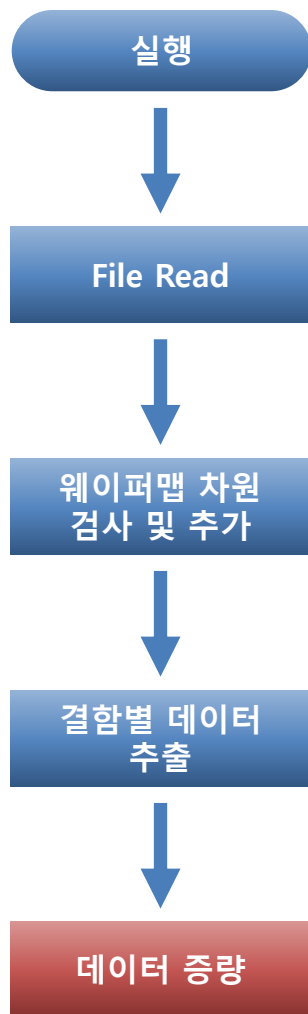 실행
File Read
웨이퍼맵 차원
검사 및 추가
결함별 데이터
추출
데이터 증량